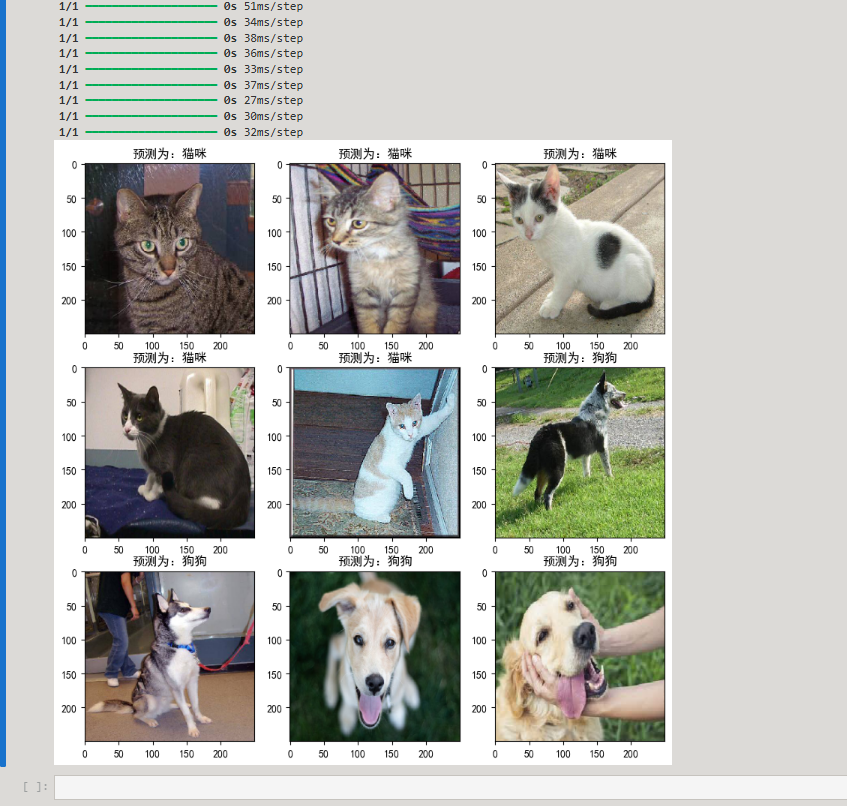 1/1 ━━━━━━━━━━━━━━━━━━━━ 0s 51ms/step
1/1 ━━━━━━━━━━━━━━━━━━━━ 0s 34ms/step
1/1 ━━━━━━━━━━━━━━━━━━━━ 0s 38ms/step
1/1 ━━━━━━━━━━━━━━━━━━━━ 0s 36ms/step
1/1 ━━━━━━━━━━━━━━━━━━━━ 0s 33ms/step
1/1 ━━━━━━━━━━━━━━━━━━━━ 0s 37ms/step
1/1 ━━━━━━━━━━━━━━━━━━━━ 0s 27ms/step
1/1 ━━━━━━━━━━━━━━━━━━━━ 0s 30ms/step
1/1 ━━━━━━━━━━━━━━━━━━━━ 0s 32ms/step
预测为：猫咪 预测为：猫咪 预测为：猫咪
0 0 0
50 50 50
100 100 100
150 150 150
200 200 200
0 50 100 150 200 0 50 100 150 200 0 50 100 150 200
预测为：猫咪 预测为：猫咪 预测为：狗狗
0 0 0
50 50 50
100 100 100
150 150 150
200 200 200
0 50 100 150 200 0 50 100 150 200 0 50 100 150 200
预测为：狗狗 预测为：狗狗 预测为：狗狗
0 0 0
50 50 50
100 100 100
150 150 150
200 200 200
0 50 100 150 200 0 50 100 150 200 0 50 100 150 200
[ ]: